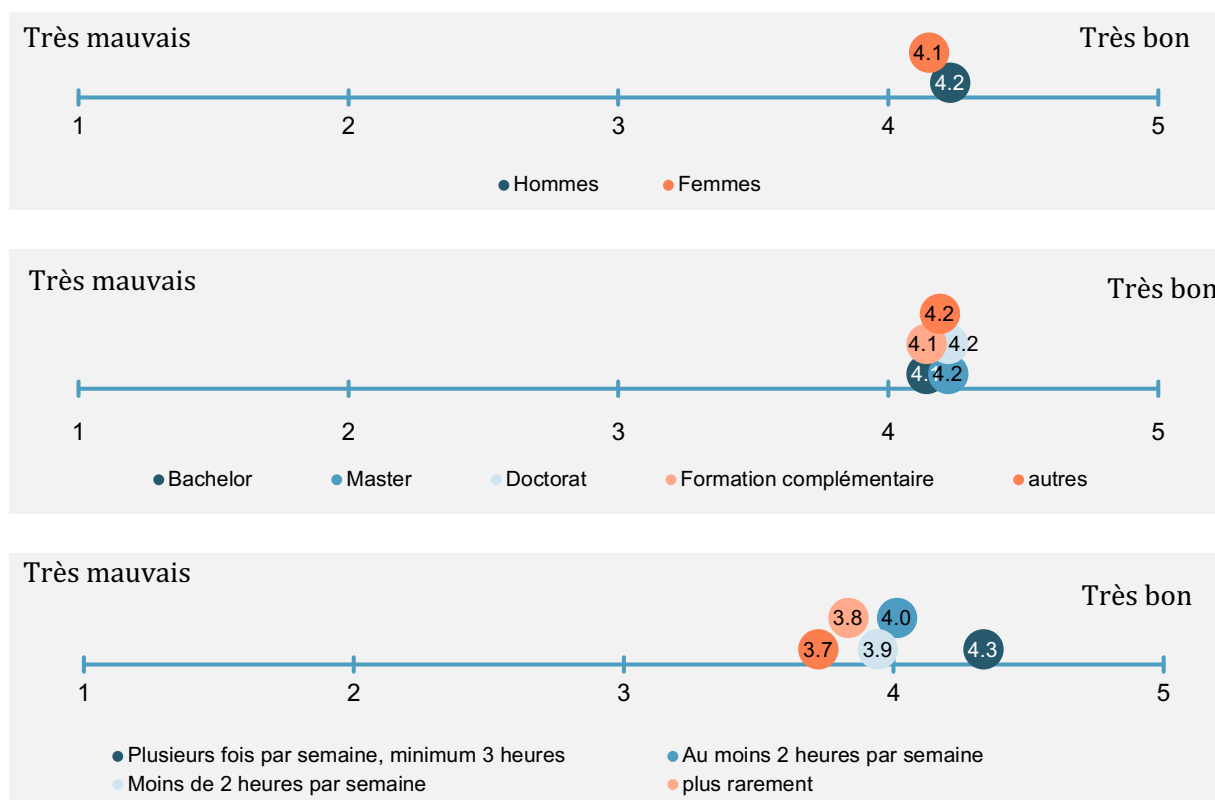 Très mauvais Très bon
4.1
4.2
1 2 3 4 5
Hommes Femmes
Très mauvais Très bon
4.2
4.1 4.2
4.1 4.2
1 2 3 4 5
Bachelor Master Doctorat Formation complémentaire autres
Très mauvais Très bon
3.8 4.0
3.7 3.9 4.3
1 2 3 4 5
Plusieurs fois par semaine, minimum 3 heures Au moins 2 heures par semaine
Moins de 2 heures par semaine plus rarement